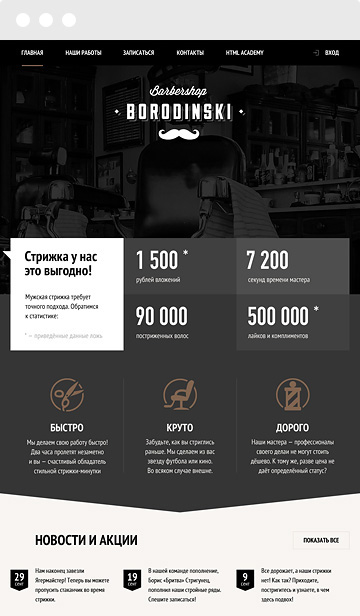 ГЛАВНАЯ НАШИ РАБОТЫ ЗАПИСАТЬСЯ КОНТАКТЫ HTML ACADEMY ВХОД
Barbershop
BORODINSKI
Стрижка у нас
это выгодно!
Мужская стрижка требует
точного подхода. Обратимся
к статистике:
* — приведённые данные ложь
1 500 *
рублей вложений
7 200
секунд времени мастера
90 000
постриженных волос
500 000 *
лайков и комплиментов
БЫСТРО
Мы делаем свою работу быстро!
Два часа пролетят незаметно
и вы — счастливый обладатель
стильной стрижки-минутки
КРУТО
Забудьте, как вы стриглись
раньше. Мы сделаем из вас
звезду футбола или кино.
Во всяком случае внешне.
ДОРОГО
Наши мастера — профессионалы
своего дела и не могут стоить
дёшево. К тому же, разве цена не
даёт определённый статус?
НОВОСТИ И АКЦИИ
ПОКАЗАТЬ ВСЕ
29
СЕНТ
Нам наконец завезли
Ягермайстер! Теперь вы можете
пропустить стаканчик во время
стрижки.
19
СЕНТ
В нашей команде пополнение,
Борис «Бритва» Стригунец,
пополнил наши стройные ряды.
Спешите записаться!
9
СЕНТ
Все дорожает, а наши стрижки
нет! Как так? Приходите,
постригитесь и узнаете, в чем
здесь подвох!